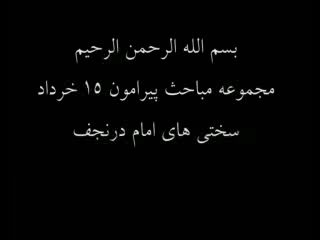 بسم الله الرحمن الرحیم
مجموعه مباحث پیرامون ۱۵ خرداد
سختی های امام درنجف